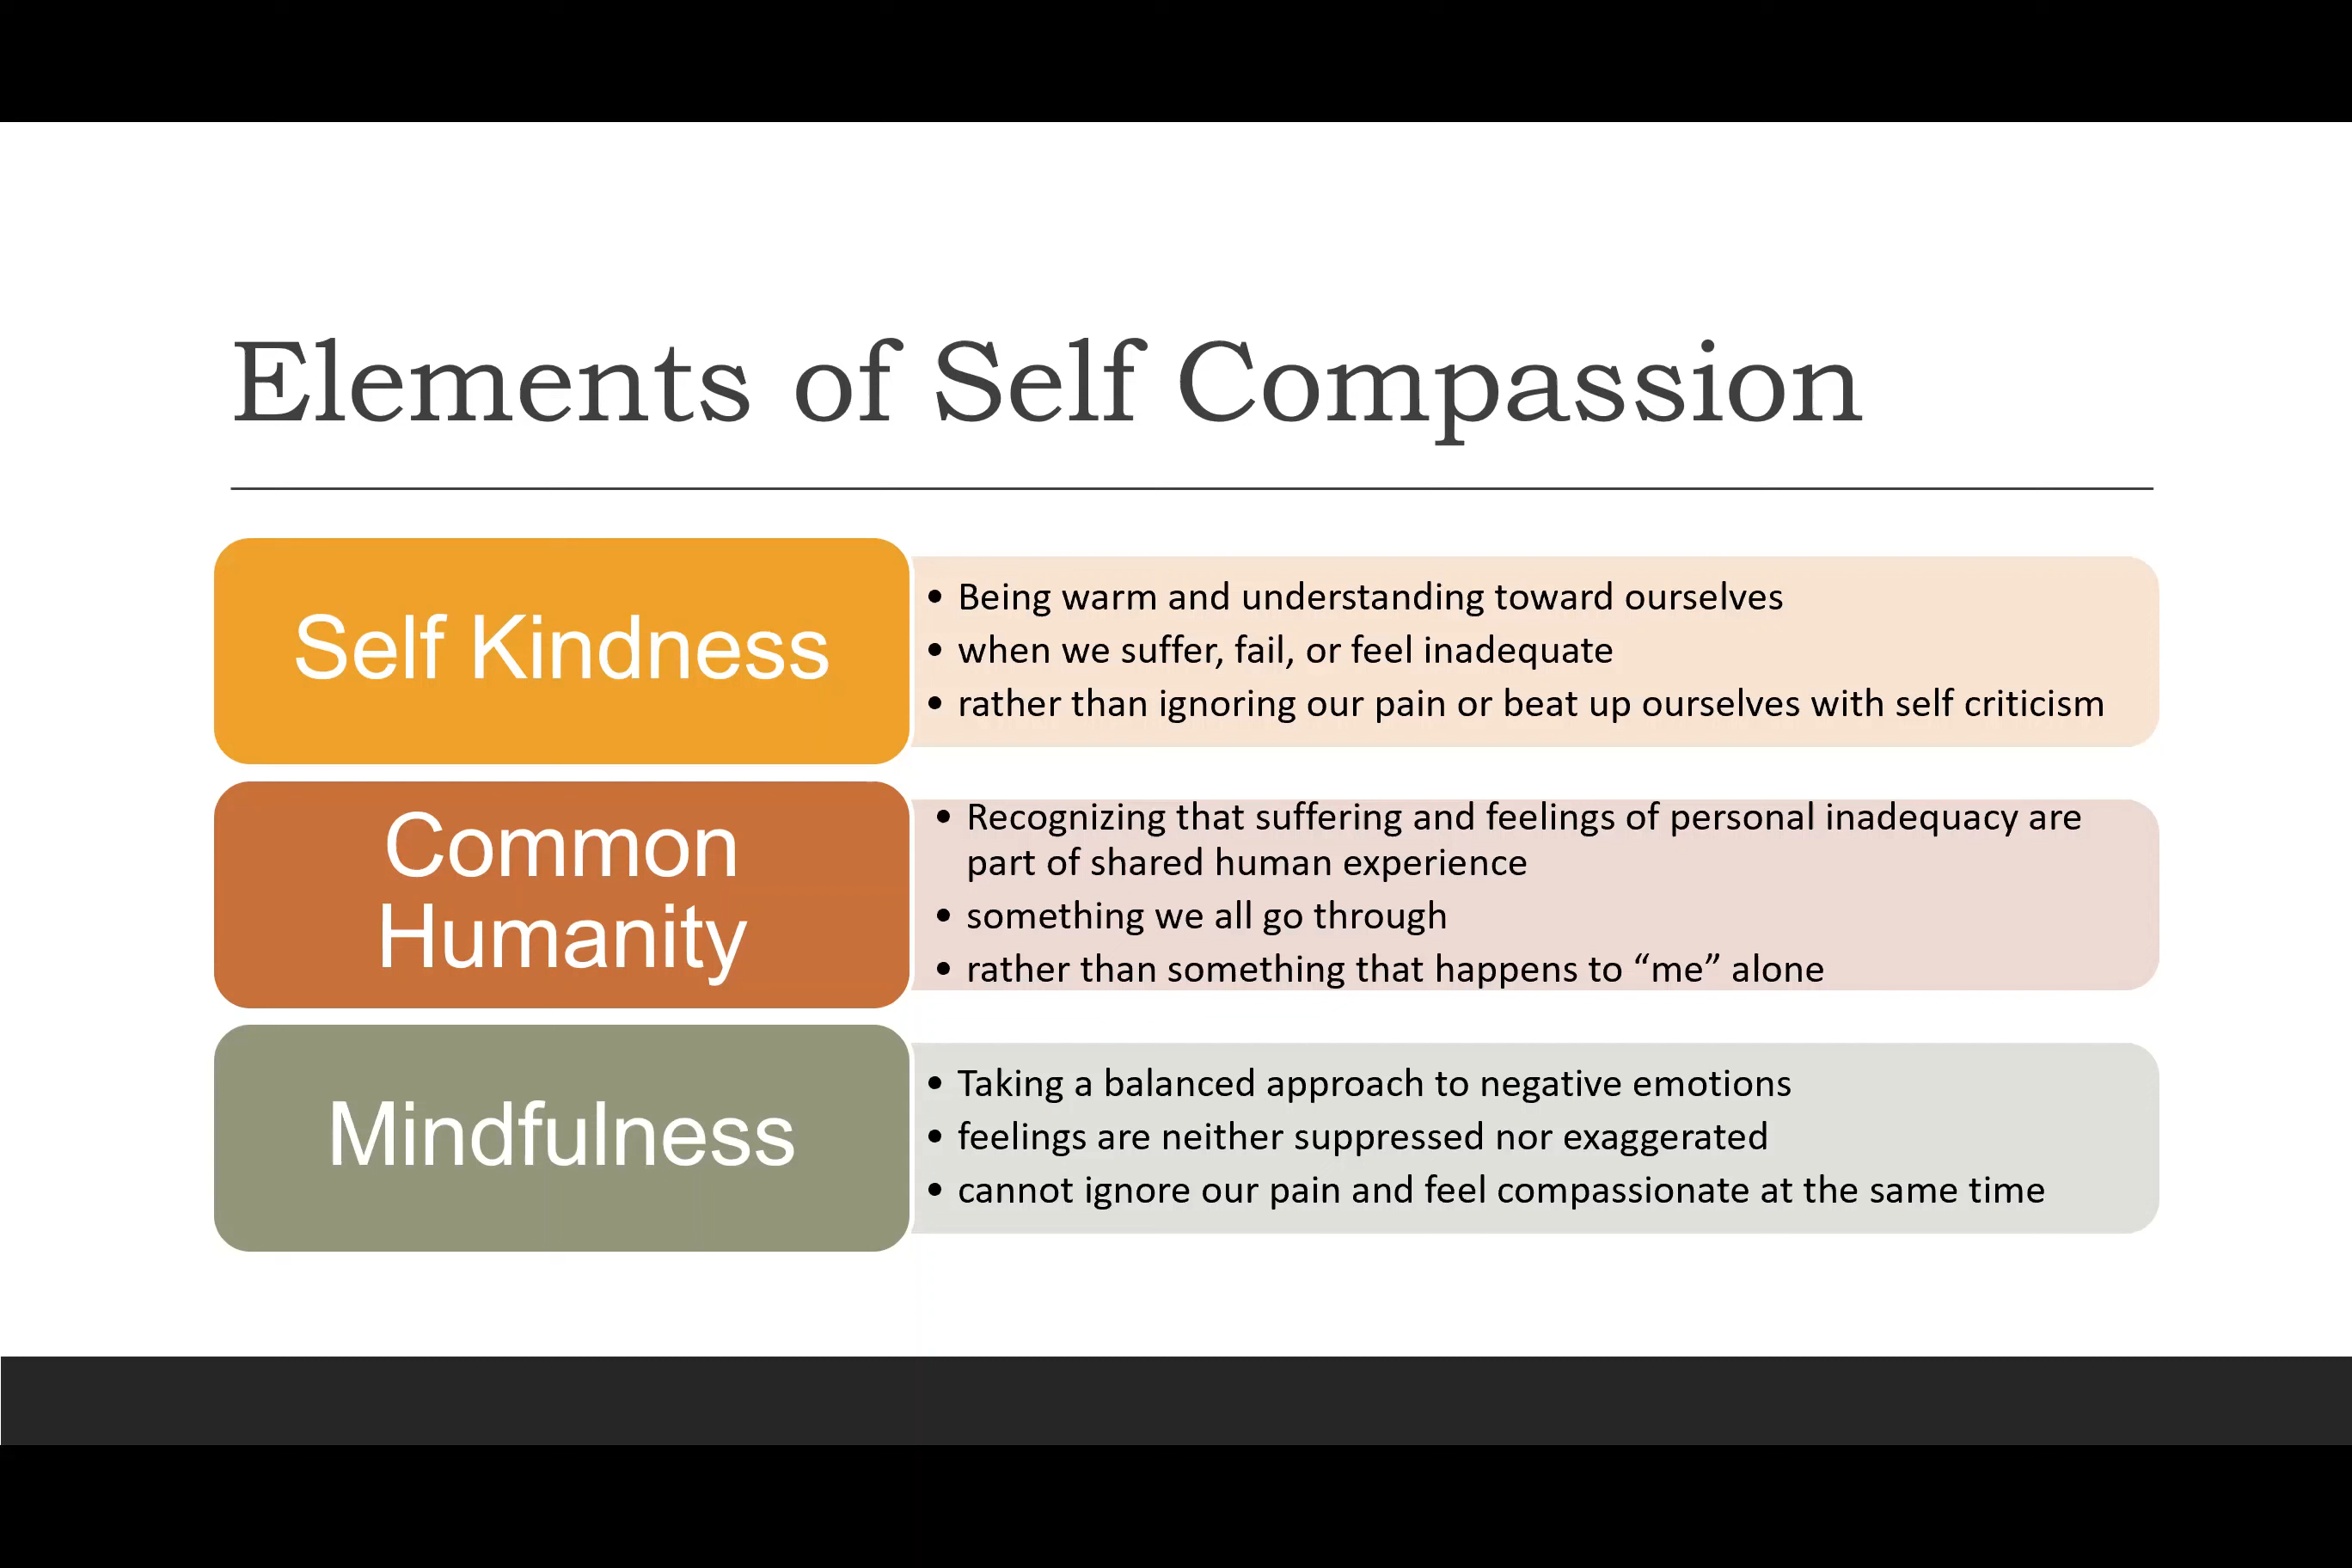 Elements of Self Compassion
Self Kindness
• Being warm and understanding toward ourselves
• when we suffer, fail, or feel inadequate
• rather than ignoring our pain or beat up ourselves with self criticism
Common
Humanity
• Recognizing that suffering and feelings of personal inadequacy are
part of shared human experience
• something we all go through
• rather than something that happens to “me” alone
Mindfulness
• Taking a balanced approach to negative emotions
• feelings are neither suppressed nor exaggerated
• cannot ignore our pain and feel compassionate at the same time